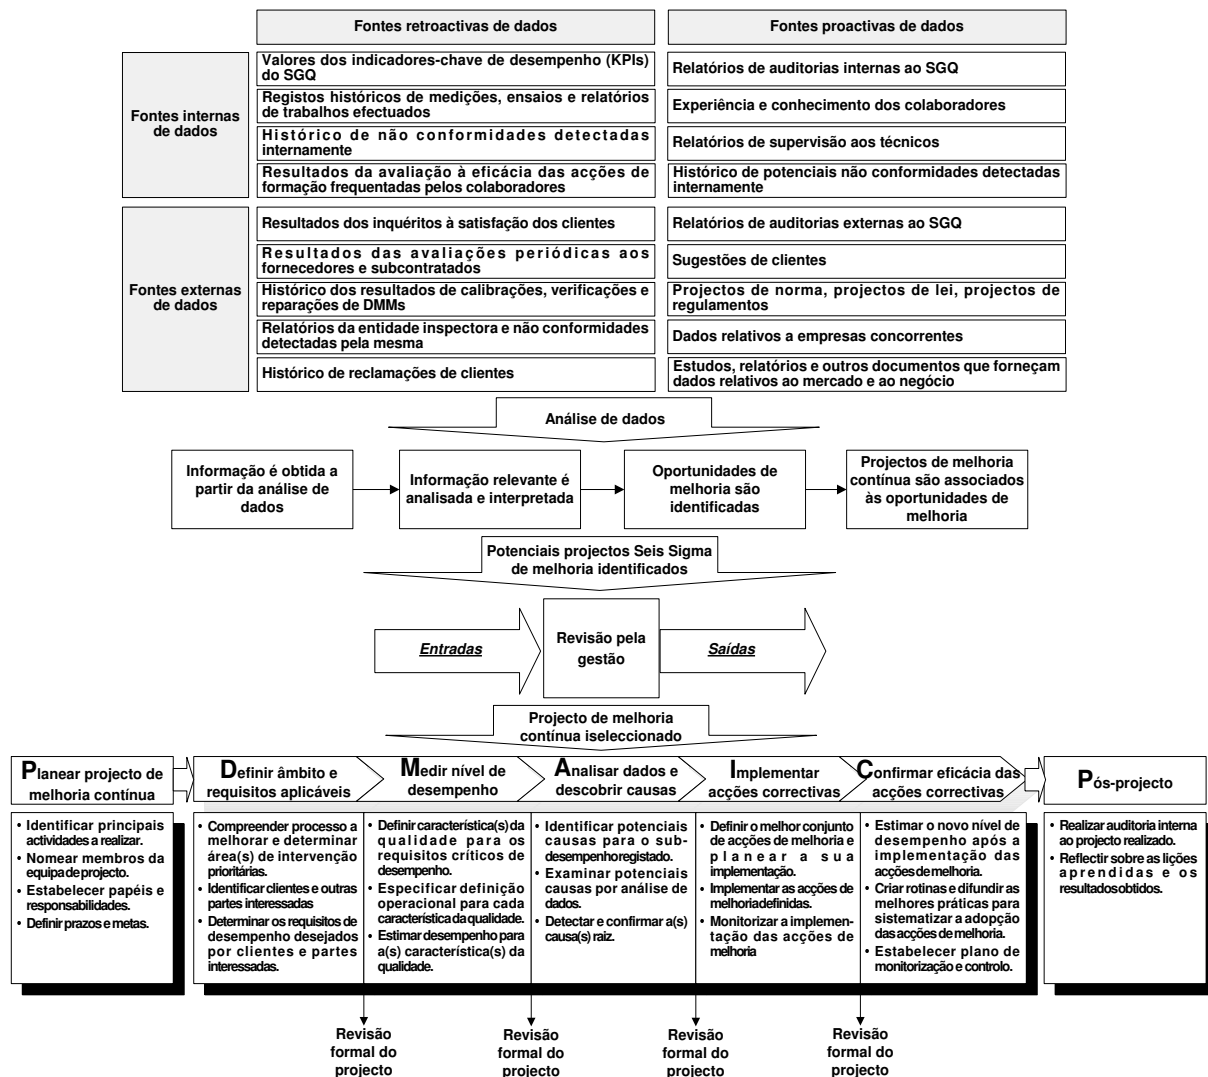 Fontes retroactivas de dados
Fontes proactivas de dados
Fontes internas
de dados
Valores dos indicadores-chave de desempenho (KPIs)
do SGQ
Relatórios de auditorias internas ao SGQ
Registos históricos de medições, ensaios e relatórios
de trabalhos efectuados
Experiência e conhecimento dos colaboradores
Histórico de não conformidades detectadas
internamente
Relatórios de supervisão aos técnicos
Resultados da avaliação à eficácia das acções de
formação frequentadas pelos colaboradores
Histórico de potenciais não conformidades detectadas
internamente
Fontes externas
de dados
Resultados dos inquéritos à satisfação dos clientes
Relatórios de auditorias externas ao SGQ
Resultados das avaliações periódicas aos
fornecedores e subcontratados
Sugestões de clientes
Histórico dos resultados de calibrações, verificações e
reparações de DMMs
Projectos de norma, projectos de lei, projectos de
regulamentos
Relatórios da entidade inspectora e não conformidades
detectadas pela mesma
Dados relativos a empresas concorrentes
Histórico de reclamações de clientes
Estudos, relatórios e outros documentos que forneçam
dados relativos ao mercado e ao negócio
Análise de dados
Informação é obtida a
partir da análise de
dados
Informação relevante é
analisada e interpretada
Oportunidades de
melhoria são
identificadas
Projectos de melhoria
contínua são associados
às oportunidades de
melhoria
Potenciais projectos Seis Sigma
de melhoria identificados
Entradas
Revisão pela
gestão
Saídas
Projecto de melhoria
contínua iseleccionado
Planear projecto de
melhoria contínua
Definir âmbito e
requisitos aplicáveis
Medir nível de
desempenho
Analisar dados e
descobrir causas
Implementar
acções correctivas
Confirmar eficácia das
acções correctivas
Pós-projecto
• Identificar principais
actividades a realizar.
• Nomear membros da
equipa de projecto.
• Estabelecer papéis e
responsabilidades.
• Definir prazos e metas.
• Compreender processo a
melhorar e determinar
área(s) de intervenção
prioritárias.
• Identificar clientes e outras
partes interessadas
• Determinar os requisitos de
desempenho desejados
por clientes e partes
interessadas.
• Definir característica(s) da
qualidade para os
requisitos críticos de
desempenho.
• Especificar definição
operacional para cada
característica da qualidade.
• Estimar desempenho para
a(s) característica(s) da
qualidade.
• Identificar potenciais
causas para o sub-
desempenho registado.
• Examinar potenciais
causas por análise de
dados.
• Detectar e confirmar a(s)
causa(s) raiz.
• Definir o melhor conjunto
de acções de melhoria e
planear a sua
implementação.
• Implementar as acções de
melhoria definidas.
• Monitorizar a implemen-
tação das acções de
melhoria
• Estimar o novo nível de
desempenho após a
implementação das
acções de melhoria.
• Criar rotinas e difundir as
melhores práticas para
sistematizar a adopção
das acções de melhoria.
• Estabelecer plano de
monitorização e controlo.
• Realizar auditoria interna
ao projecto realizado.
• Reflectir sobre as lições
aprendidas e os
resultados obtidos.
Revisão
formal do
projecto
Revisão
formal do
projecto
Revisão
formal do
projecto
Revisão
formal do
projecto